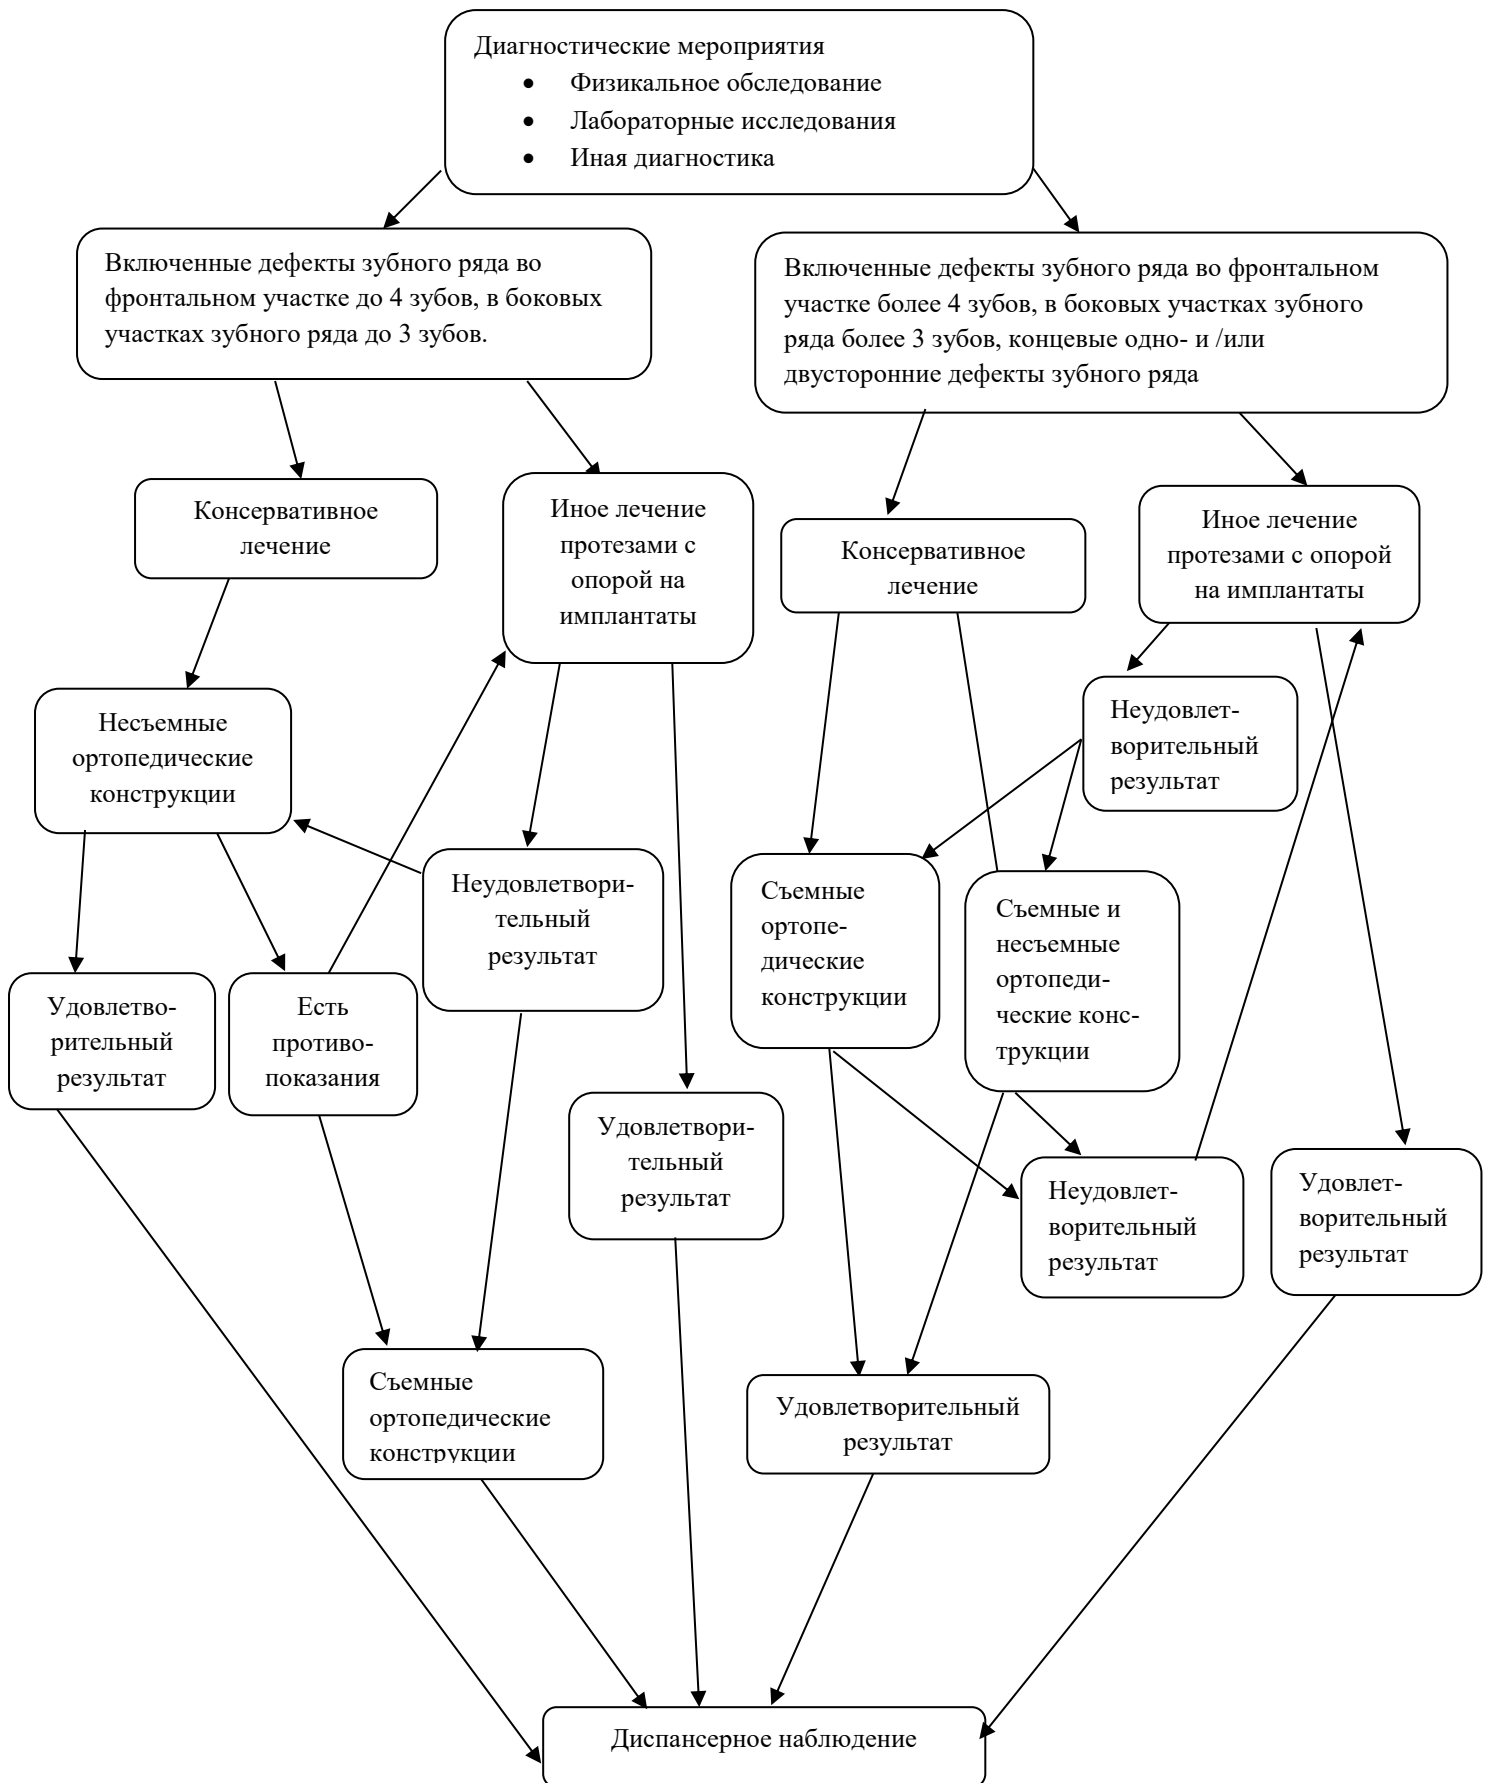 Диагностические мероприятия
• Физикальное обследование
• Лабораторные исследования
• Иная диагностика
Включенные дефекты зубного ряда во
фронтальном участке до 4 зубов, в боковых
участках зубного ряда до 3 зубов.
Включенные дефекты зубного ряда во фронтальном
участке более 4 зубов, в боковых участках зубного
ряда более 3 зубов, концевые одно- и /или
двусторонние дефекты зубного ряда
Консервативное
лечение
Иное лечение
протезами с
опорой на
имплантаты
Консервативное
лечение
Иное лечение
протезами с опорой
на имплантаты
Несъемные
ортопедические
конструкции
Неудовлет-
ворительный
результат
Неудовлетвори-
тельный
результат
Съемные
ортопе-
дические
конструкции
Съемные и
несъемные
ортопеди-
ческие конс-
трукции
Удовлетво-
рительный
результат
Есть
противо-
показания
Удовлетвори-
тельный
результат
Неудовлет-
ворительный
результат
Удовлет-
ворительный
результат
Съемные
ортопедические
конструкции
Удовлетворительный
результат
Диспансерное наблюдение